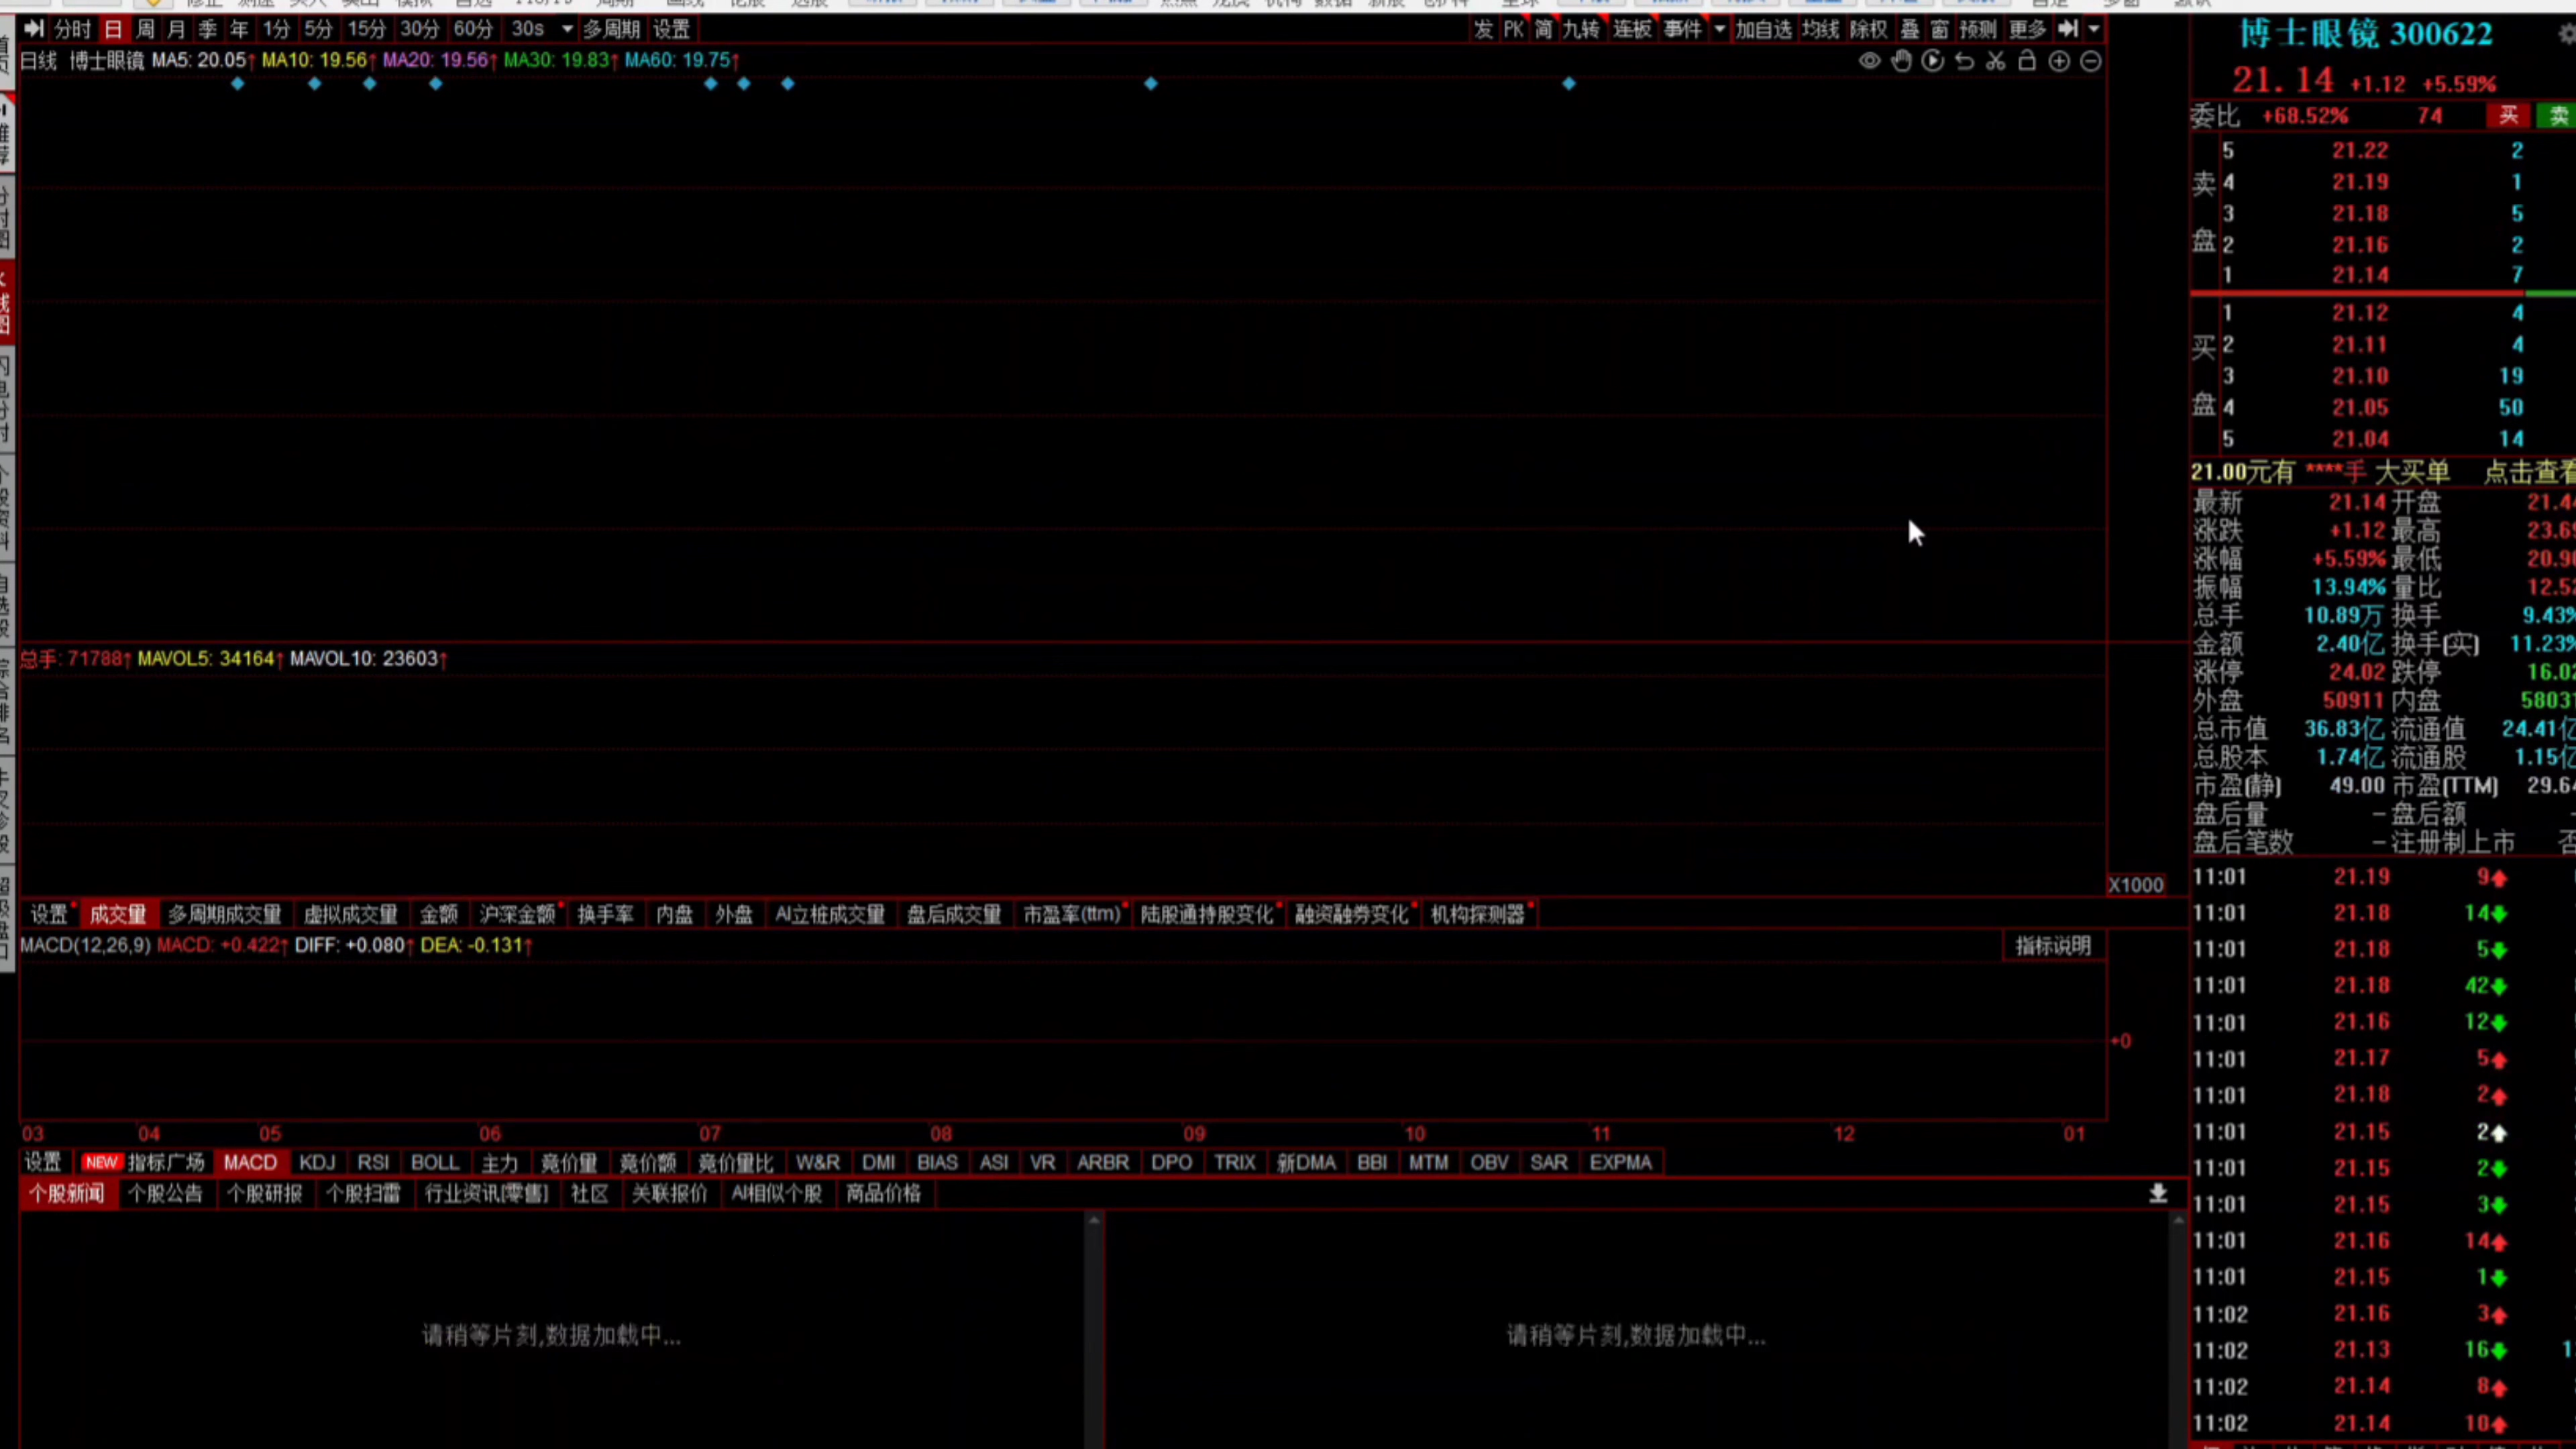 分时 日 周 月 季 年 1分 5分 15分 30分 60分 30s 多周期 设置 发 PK 简 九转 连板 事件 加自选 均线 除权 叠 窗 预测 更多
日线 博士眼镜 MA5: 20.05↑ MA10: 19.56↑ MA20: 19.56↑ MA30: 19.83↑ MA60: 19.75↑
总手: 71788↑ MAVOL5: 34164↑ MAVOL10: 23603↑
X1000
设置 成交量 多周期成交量 虚拟成交量 金额 沪深金额 换手率 内盘 外盘 AI立桩成交量 盘后成交量 市盈率(ttm) 陆股通持股变化 融资融券变化 机构探测器
MACD(12,26,9) MACD: +0.422↑ DIFF: +0.080↑ DEA: -0.131↑ 指标说明
+0
03 04 05 06 07 08 09 10 11 12 01
设置 NEW 指标广场 MACD KDJ RSI BOLL 主力 竞价量 竞价额 竞价量比 W&R DMI BIAS ASI VR ARBR DPO TRIX 新DMA BBI MTM OBV SAR EXPMA
个股新闻 个股公告 个股研报 个股扫雷 行业资讯[零售] 社区 关联报价 AI相似个股 商品价格
请稍等片刻,数据加载中... 请稍等片刻,数据加载中...
博士眼镜 300622
21.14 +1.12 +5.59%
委比 +68.52% 74 买 卖
卖盘
5 21.22 2
4 21.19 1
3 21.18 5
2 21.16 2
1 21.14 7
买盘
1 21.12 4
2 21.11 4
3 21.10 19
4 21.05 50
5 21.04 14
21.00元有 ****手 大买单 点击查看
最新 21.14 开盘 21.4
涨跌 +1.12 最高 23.6
涨幅 +5.59% 最低 20.9
振幅 13.94% 量比 12.5
总手 10.89万 换手 9.43%
金额 2.40亿 换手(实) 11.23%
涨停 24.02 跌停 16.02
外盘 50911 内盘 58031
总市值 36.83亿 流通值 24.41亿
总股本 1.74亿 流通股 1.15亿
市盈(静) 49.00 市盈(TTM) 29.6
盘后量 - 盘后额
盘后笔数 - 注册制上市 否
11:01 21.19 9↑
11:01 21.18 14↓
11:01 21.18 5↓
11:01 21.18 42↓
11:01 21.16 12↓
11:01 21.17 5↑
11:01 21.18 2↑
11:01 21.15 2↑
11:01 21.15 2↓
11:01 21.15 3↓
11:01 21.16 14↑
11:01 21.15 1↓
11:02 21.16 3↑
11:02 21.13 16↓
11:02 21.14 8↑
11:02 21.14 10↑